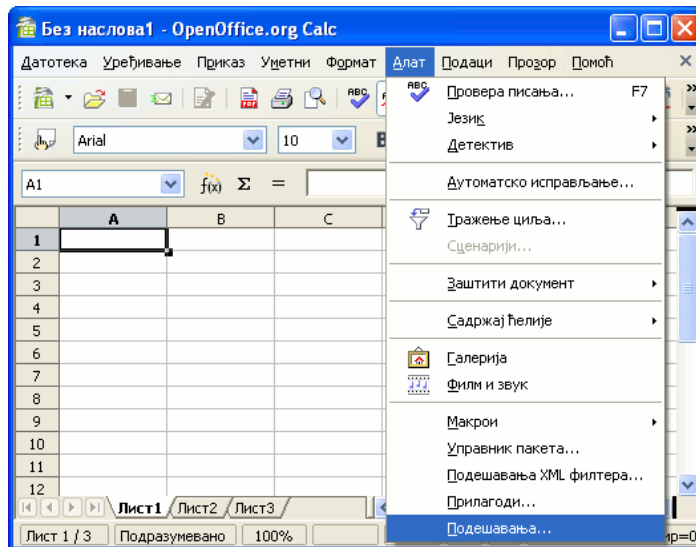 Без наслова1 - OpenOffice.org Calc
Датотека Уређивање Приказ Уметни Формат Алат Подаци Прозор Помоћ
ABC
Arial 10 B
A1 f(x) Σ =
A B C
1
2
3
4
5
6
7
8
9
10
11
12
ABC Провера писања... F7
Језик
Детектив
Аутоматско исправљање...
Тражење циља...
Сценарији...
Заштити документ
Садржај ћелије
Галерија
Филм и звук
Макрои
Управник пакета...
Подешавања XML филтера...
Прилагоди...
Подешавања...
Лист1 Лист2 Лист3
Лист 1 / 3 Подразумевано 100%